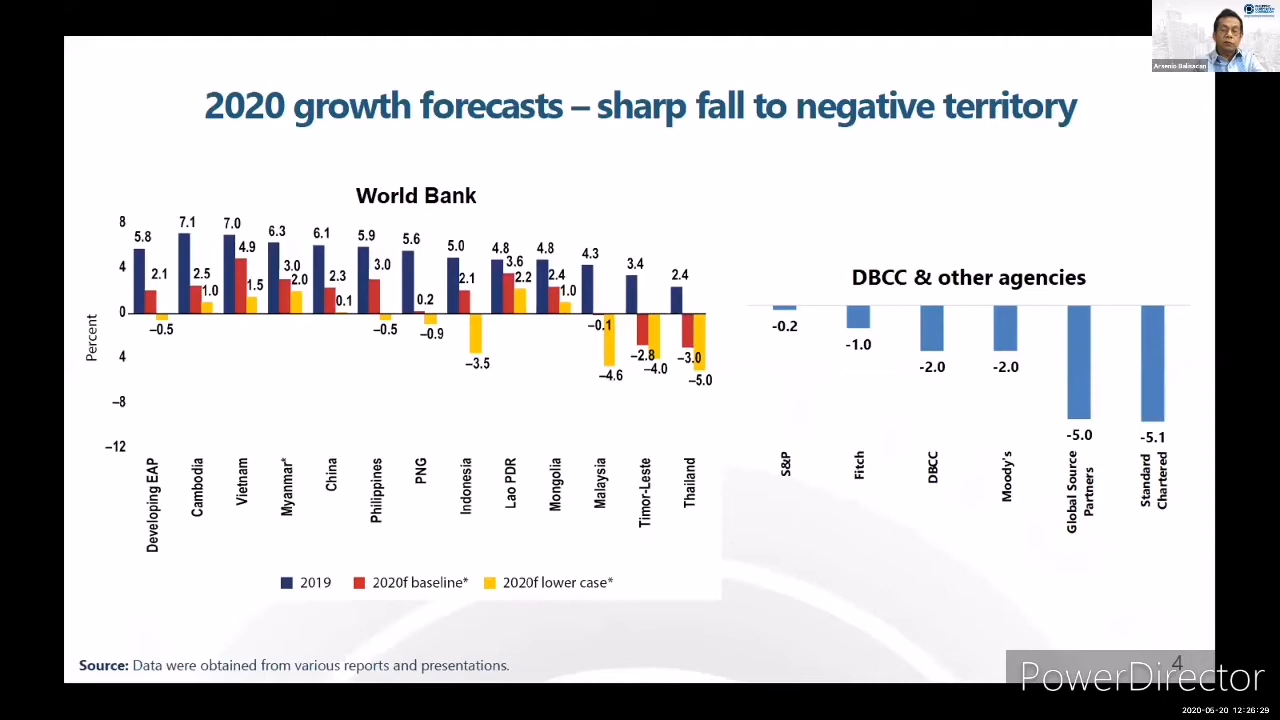 Arsenio Balisacan
2020 growth forecasts – sharp fall to negative territory
World Bank
Percent
8
4
0
4
–8
–12
5.8
2.1
–0.5
7.1
2.5
1.0
7.0
4.9
1.5
6.3
3.0
2.0
6.1
2.3
0.1
5.9
3.0
–0.5
5.6
0.2
–0.9
5.0
2.1
–3.5
4.8
3.6
2.2
4.8
2.4
1.0
4.3
–0.1
–4.6
3.4
–2.8
–4.0
2.4
–3.0
–5.0
Developing EAP
Cambodia
Vietnam
Myanmar*
China
Philippines
PNG
Indonesia
Lao PDR
Mongolia
Malaysia
Timor-Leste
Thailand
2019
2020f baseline*
2020f lower case*
DBCC & other agencies
-0.2
-1.0
-2.0
-2.0
-5.0
-5.1
S&P
Fitch
DBCC
Moody's
Global Source
Partners
Standard
Chartered
Source: Data were obtained from various reports and presentations.
4
PowerDirector
2020-05-20 12:26:29